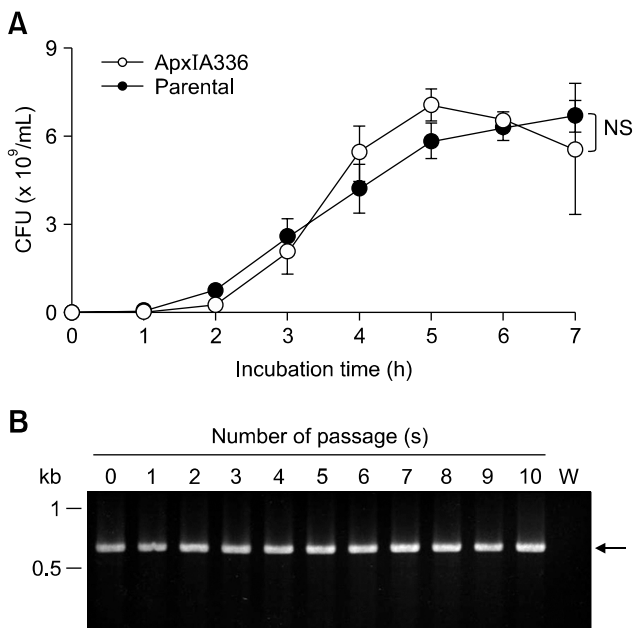 A
9
6
3
0
CFU (x 10⁹/mL)
ApxIA336
Parental
NS
0 1 2 3 4 5 6 7
Incubation time (h)
B
Number of passage (s)
kb 0 1 2 3 4 5 6 7 8 9 10 W
1
0.5